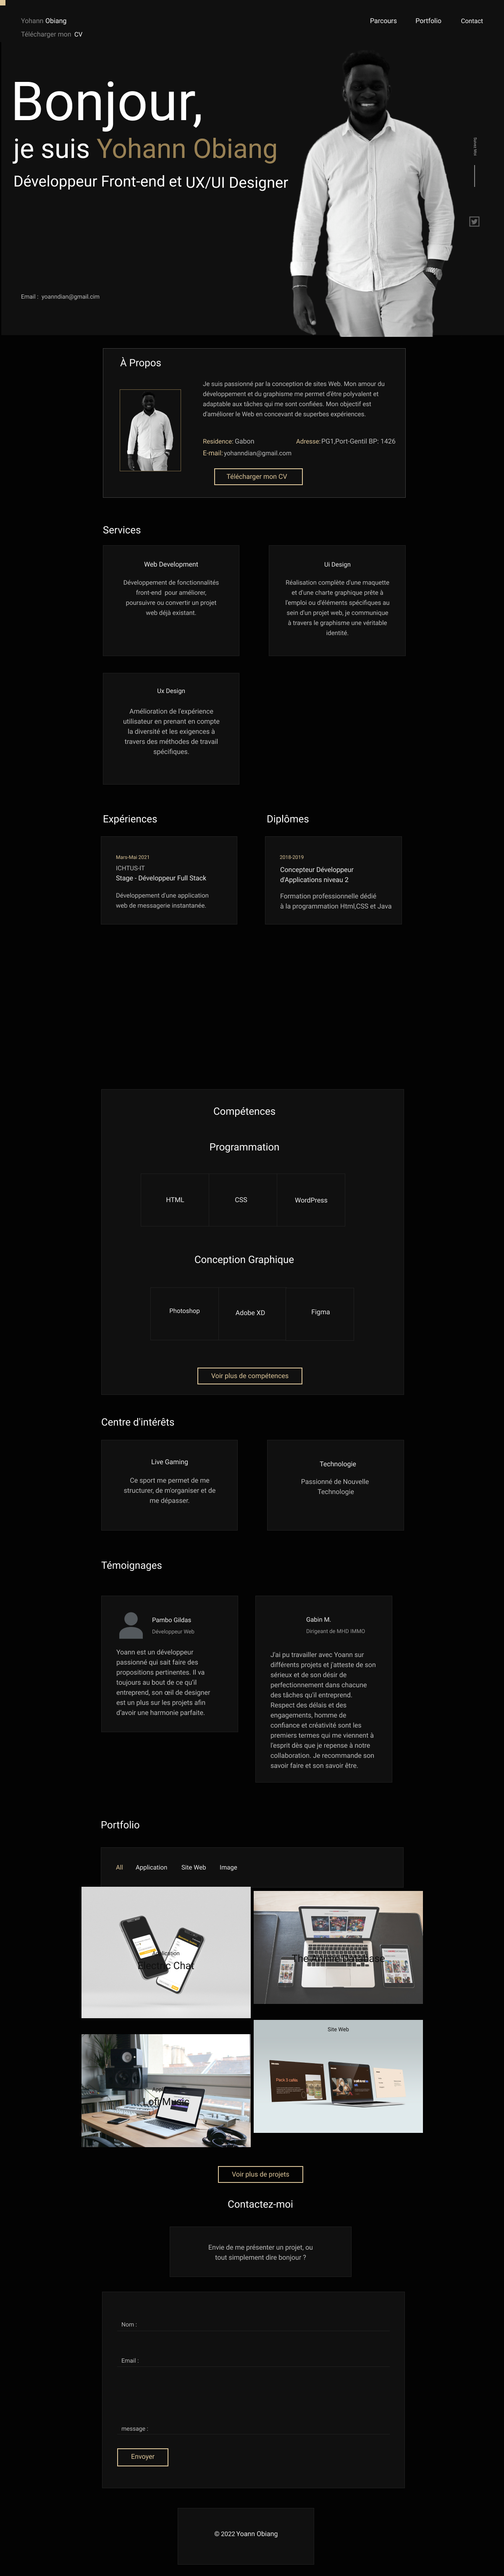 Yohann Obiang
Parcours
Portfolio
Contact
Télécharger mon CV
Bonjour,
je suis Yohann Obiang
Développeur Front-end et UX/UI Designer
Email : yoanndian@gmail.cim
À Propos
Je suis passionné par la conception de sites Web. Mon amour du
développement et du graphisme me permet d'être polyvalent et
adaptable aux tâches qui me sont confiées. Mon objectif est
d'améliorer le Web en concevant de superbes expériences.
Residence: Gabon
Adresse: PG1,Port-Gentil BP: 1426
E-mail: yohanndian@gmail.com
Télécharger mon CV
Services
Web Development
Développement de fonctionnalités
front-end pour améliorer,
poursuivre ou convertir un projet
web déjà existant.
Ui Design
Réalisation complète d'une maquette
et d'une charte graphique prête à
l'emploi ou d'éléments spécifiques au
sein d'un projet web, je communique
à travers le graphisme une véritable
identité.
Ux Design
Amélioration de l'expérience
utilisateur en prenant en compte
la diversité et les exigences à
travers des méthodes de travail
spécifiques.
Expériences
Mars-Mai 2021
ICHTUS-IT
Stage - Développeur Full Stack
Développement d'une application
web de messagerie instantanée.
Diplômes
2018-2019
Concepteur Développeur
d'Applications niveau 2
Formation professionnelle dédié
à la programmation Html,CSS et Java
Compétences
Programmation
HTML
CSS
WordPress
Conception Graphique
Photoshop
Adobe XD
Figma
Voir plus de compétences
Centre d'intérêts
Live Gaming
Ce sport me permet de me
structurer, de m'organiser et de
me dépasser.
Technologie
Passionné de Nouvelle
Technologie
Témoignages
Pambo Gildas
Développeur Web
Yoann est un développeur
passionné qui sait faire des
propositions pertinentes. Il va
toujours au bout de ce qu'il
entreprend, son œil de designer
est un plus sur les projets afin
d'avoir une harmonie parfaite.
Gabin M.
Dirigeant de MHD IMMO
J'ai pu travailler avec Yoann sur
différents projets et j'atteste de son
sérieux et de son désir de
perfectionnement dans chacune
des tâches qu'il entreprend.
Respect des délais et des
engagements, homme de
confiance et créativité sont les
premiers termes qui me viennent à
l'esprit dès que je repense à notre
collaboration. Je recommande son
savoir faire et son savoir être.
Portfolio
All
Application
Site Web
Image
Application
Electric Chat
The Anime Database
Lofi Music
Site Web
Voir plus de projets
Contactez-moi
Envie de me présenter un projet, ou
tout simplement dire bonjour ?
Nom :
Email :
message :
Envoyer
© 2022 Yoann Obiang